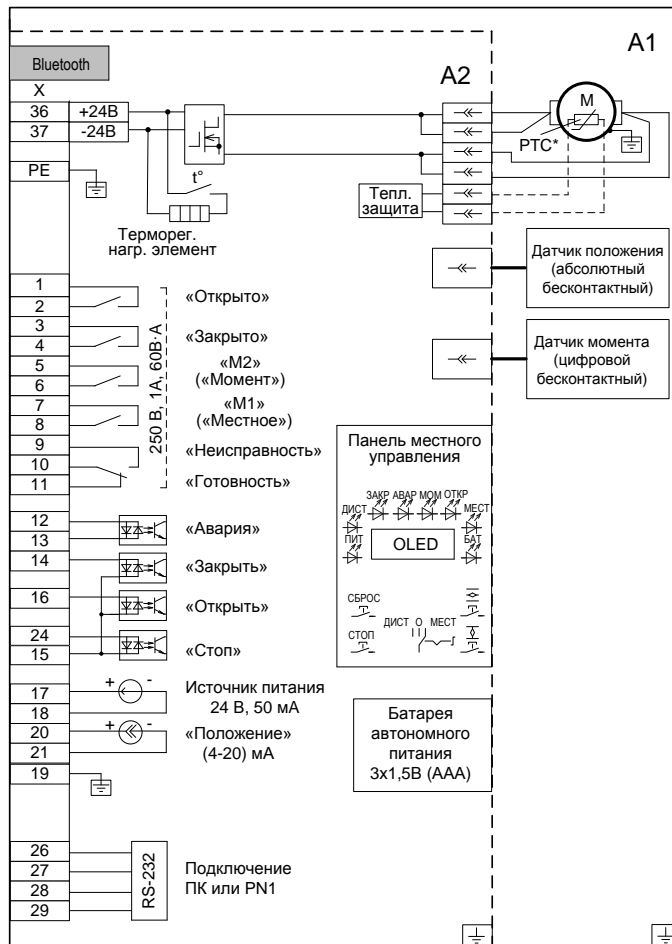 Bluetooth
A2
A1
X
36 +24В
37 -24В
PE
t°
Терморег.
нагр. элемент
Тепл.
защита
M
PTC*
Датчик положения
(абсолютный
бесконтактный)
Датчик момента
(цифровой
бесконтактный)
1
2
«Открыто»
3
4
«Закрыто»
5
6
«М2»
(«Момент»)
7
8
«М1»
(«Местное»)
9
«Неисправность»
10
11
«Готовность»
250 В, 1А, 60В·А
12
13
«Авария»
14
«Закрыть»
16
«Открыть»
24
15
«Стоп»
17
18
+ -
Источник питания
24 В, 50 мА
20
21
+ -
«Положение»
(4-20) мА
19
26
27
28
29
RS-232
Подключение
ПК или PN1
Панель местного
управления
ДИСТ ЗАКР АВАР МОМ ОТКР МЕСТ
ПИТ OLED БАТ
СБРОС
СТОП
ДИСТ О МЕСТ
Батарея
автономного
питания
3х1,5В (ААА)